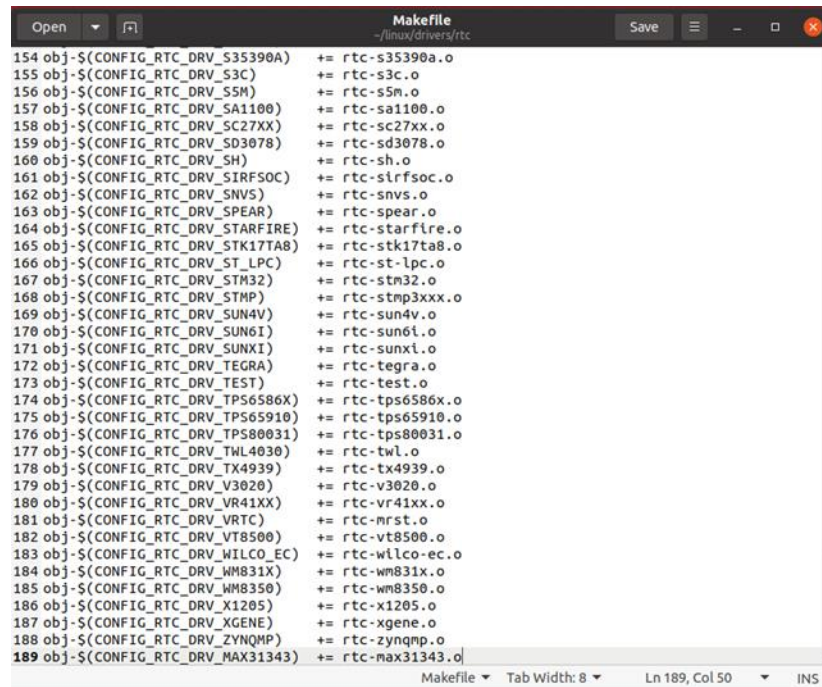 Open
Makefile
~/linux/drivers/rtc
Save
154 obj-$(CONFIG_RTC_DRV_S35390A) += rtc-s35390a.o
155 obj-$(CONFIG_RTC_DRV_S3C) += rtc-s3c.o
156 obj-$(CONFIG_RTC_DRV_S5M) += rtc-s5m.o
157 obj-$(CONFIG_RTC_DRV_SA1100) += rtc-sa1100.o
158 obj-$(CONFIG_RTC_DRV_SC27XX) += rtc-sc27xx.o
159 obj-$(CONFIG_RTC_DRV_SD3078) += rtc-sd3078.o
160 obj-$(CONFIG_RTC_DRV_SH) += rtc-sh.o
161 obj-$(CONFIG_RTC_DRV_SIRFSOC) += rtc-sirfsoc.o
162 obj-$(CONFIG_RTC_DRV_SNVS) += rtc-snvs.o
163 obj-$(CONFIG_RTC_DRV_SPEAR) += rtc-spear.o
164 obj-$(CONFIG_RTC_DRV_STARFIRE) += rtc-starfire.o
165 obj-$(CONFIG_RTC_DRV_STK17TA8) += rtc-stk17ta8.o
166 obj-$(CONFIG_RTC_DRV_ST_LPC) += rtc-st-lpc.o
167 obj-$(CONFIG_RTC_DRV_STM32) += rtc-stm32.o
168 obj-$(CONFIG_RTC_DRV_STMP) += rtc-stmp3xxx.o
169 obj-$(CONFIG_RTC_DRV_SUN4V) += rtc-sun4v.o
170 obj-$(CONFIG_RTC_DRV_SUN6I) += rtc-sun6i.o
171 obj-$(CONFIG_RTC_DRV_SUNXI) += rtc-sunxi.o
172 obj-$(CONFIG_RTC_DRV_TEGRA) += rtc-tegra.o
173 obj-$(CONFIG_RTC_DRV_TEST) += rtc-test.o
174 obj-$(CONFIG_RTC_DRV_TPS6586X) += rtc-tps6586x.o
175 obj-$(CONFIG_RTC_DRV_TPS65910) += rtc-tps65910.o
176 obj-$(CONFIG_RTC_DRV_TPS80031) += rtc-tps80031.o
177 obj-$(CONFIG_RTC_DRV_TWL4030) += rtc-twl.o
178 obj-$(CONFIG_RTC_DRV_TX4939) += rtc-tx4939.o
179 obj-$(CONFIG_RTC_DRV_V3020) += rtc-v3020.o
180 obj-$(CONFIG_RTC_DRV_VR41XX) += rtc-vr41xx.o
181 obj-$(CONFIG_RTC_DRV_VRTC) += rtc-mrst.o
182 obj-$(CONFIG_RTC_DRV_VT8500) += rtc-vt8500.o
183 obj-$(CONFIG_RTC_DRV_WILCO_EC) += rtc-wilco-ec.o
184 obj-$(CONFIG_RTC_DRV_WM831X) += rtc-wm831x.o
185 obj-$(CONFIG_RTC_DRV_WM8350) += rtc-wm8350.o
186 obj-$(CONFIG_RTC_DRV_X1205) += rtc-x1205.o
187 obj-$(CONFIG_RTC_DRV_XGENE) += rtc-xgene.o
188 obj-$(CONFIG_RTC_DRV_ZYNQMP) += rtc-zynqmp.o
189 obj-$(CONFIG_RTC_DRV_MAX31343) += rtc-max31343.o
Makefile Tab Width: 8 Ln 189, Col 50 INS